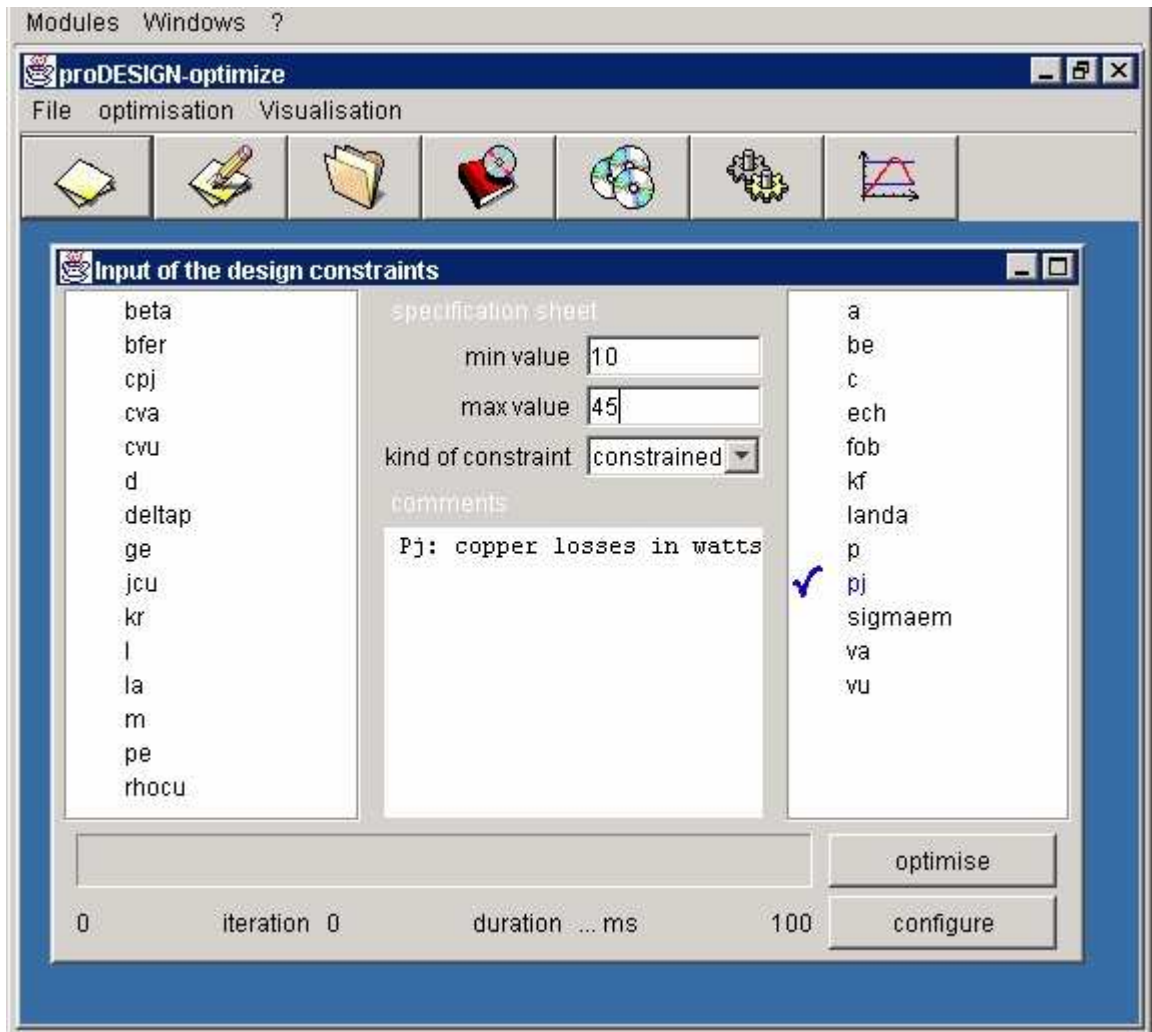 Modules Windows ?
proDESIGN-optimize
File optimisation Visualisation
Input of the design constraints
beta
bfer
cpj
cva
cvu
d
deltap
ge
jcu
kr
l
la
m
pe
rhocu
specification sheet
min value 10
max value 45
kind of constraint constrained
comments
Pj: copper losses in watts
a
be
c
ech
fob
kf
landa
p
pj
sigmaem
va
vu
optimise
0 iteration 0 duration ... ms 100
configure